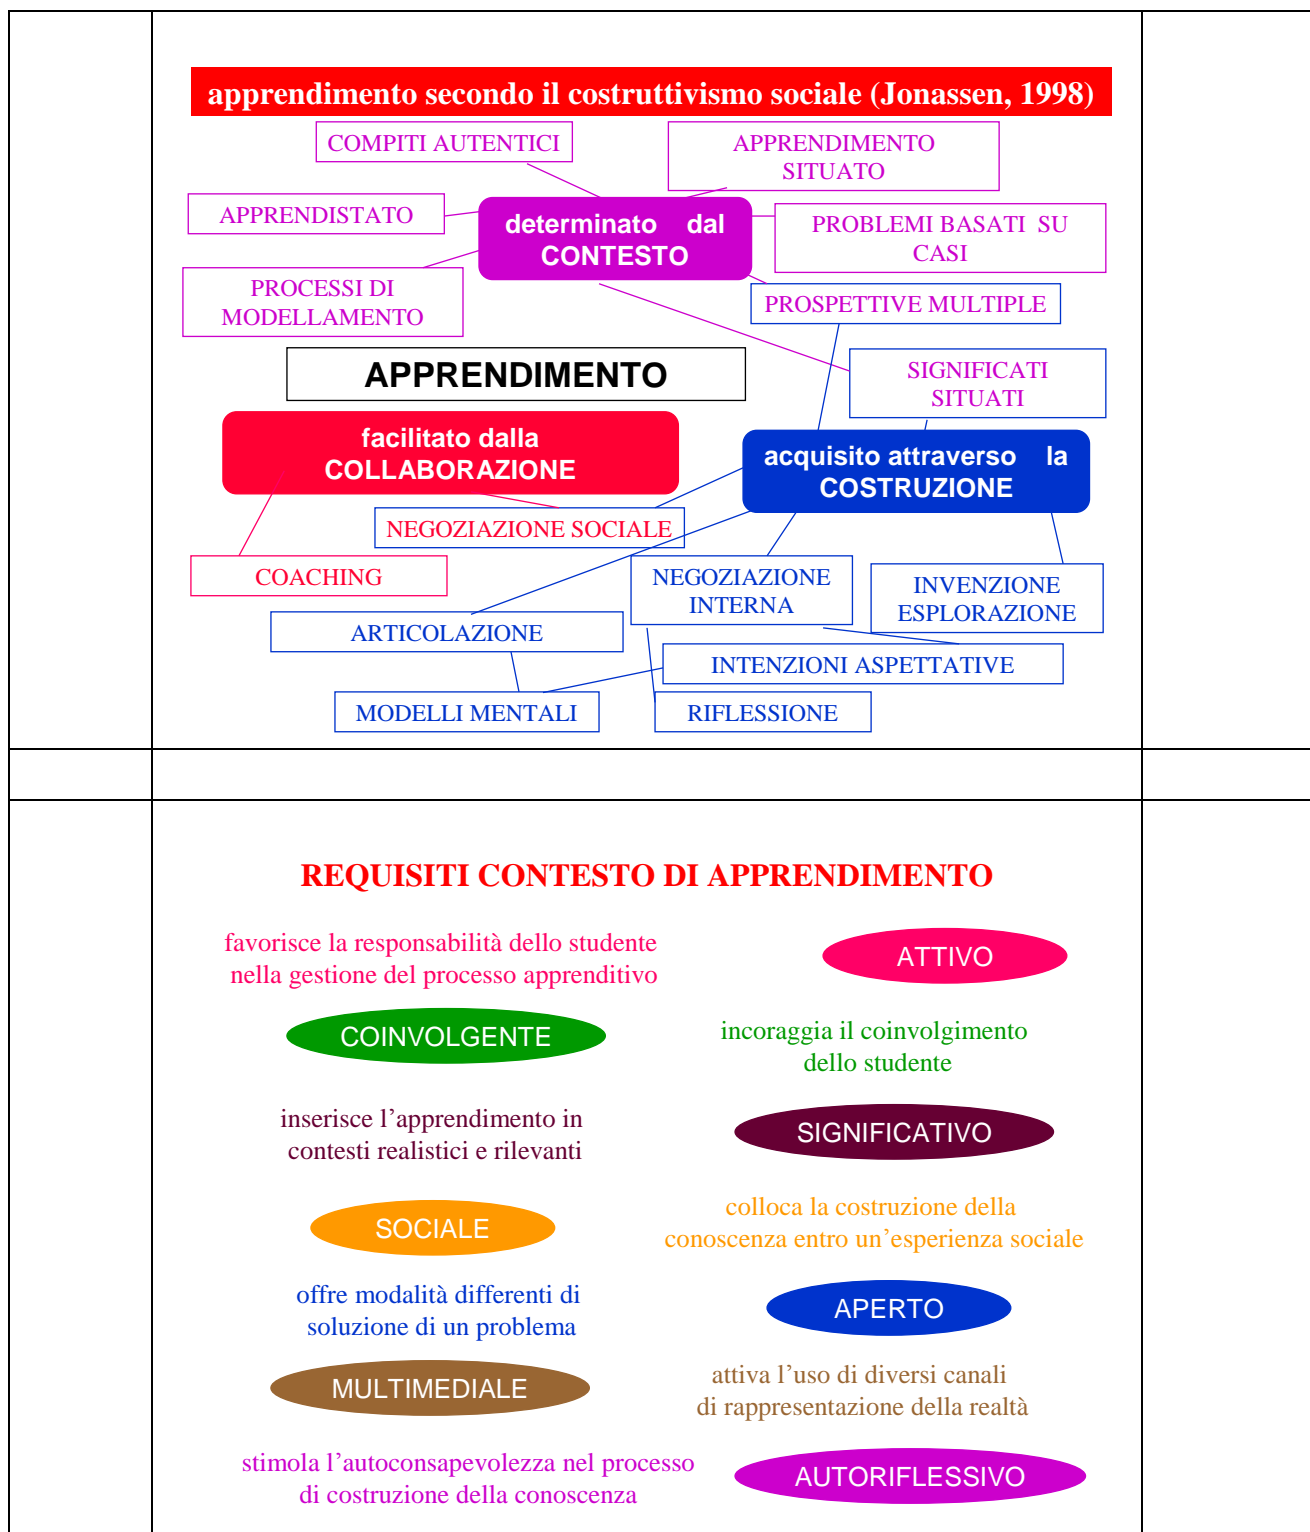 apprendimento secondo il costruttivismo sociale (Jonassen, 1998)
COMPITI AUTENTICI
APPRENDIMENTO
SITUATO
APPRENDISTATO
determinato dal
CONTESTO
PROBLEMI BASATI SU
CASI
PROCESSI DI
MODELLAMENTO
PROSPETTIVE MULTIPLE
APPRENDIMENTO
SIGNIFICATI
SITUATI
facilitato dalla
COLLABORAZIONE
acquisito attraverso la
COSTRUZIONE
NEGOZIAZIONE SOCIALE
COACHING
NEGOZIAZIONE
INTERNA
INVENZIONE
ESPLORAZIONE
ARTICOLAZIONE
INTENZIONI ASPETTATIVE
MODELLI MENTALI
RIFLESSIONE
REQUISITI CONTESTO DI APPRENDIMENTO
favorisce la responsabilità dello studente
nella gestione del processo apprenditivo
ATTIVO
COINVOLGENTE
incoraggia il coinvolgimento
dello studente
inserisce l’apprendimento in
contesti realistici e rilevanti
SIGNIFICATIVO
SOCIALE
colloca la costruzione della
conoscenza entro un’esperienza sociale
offre modalità differenti di
soluzione di un problema
APERTO
MULTIMEDIALE
attiva l’uso di diversi canali
di rappresentazione della realtà
stimola l’autoconsapevolezza nel processo
di costruzione della conoscenza
AUTORIFLESSIVO